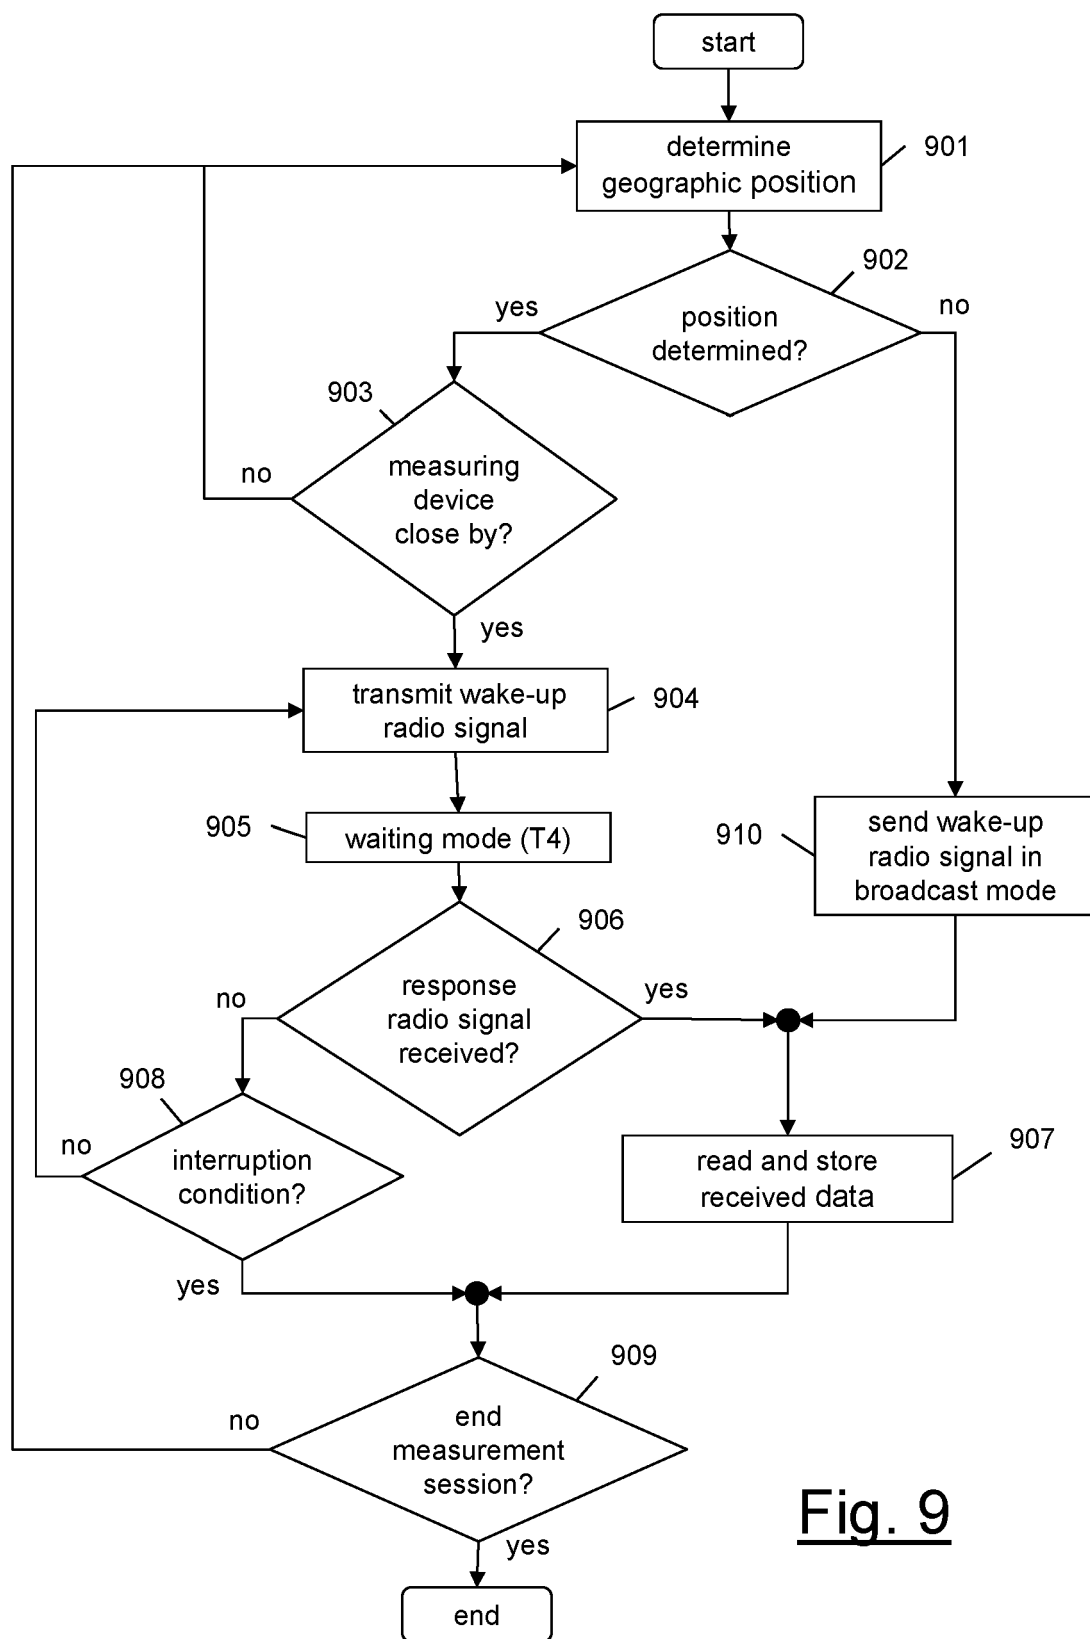 start
determine
geographic position
901
902
yes
no
position
determined?
903
no
measuring
device
close by?
yes
transmit wake-up
radio signal
904
905
waiting mode (T4)
910
send wake-up
radio signal in
broadcast mode
906
no
response
radio signal
received?
yes
908
no
interruption
condition?
907
read and store
received data
yes
909
no
end
measurement
session?
Fig. 9
yes
end